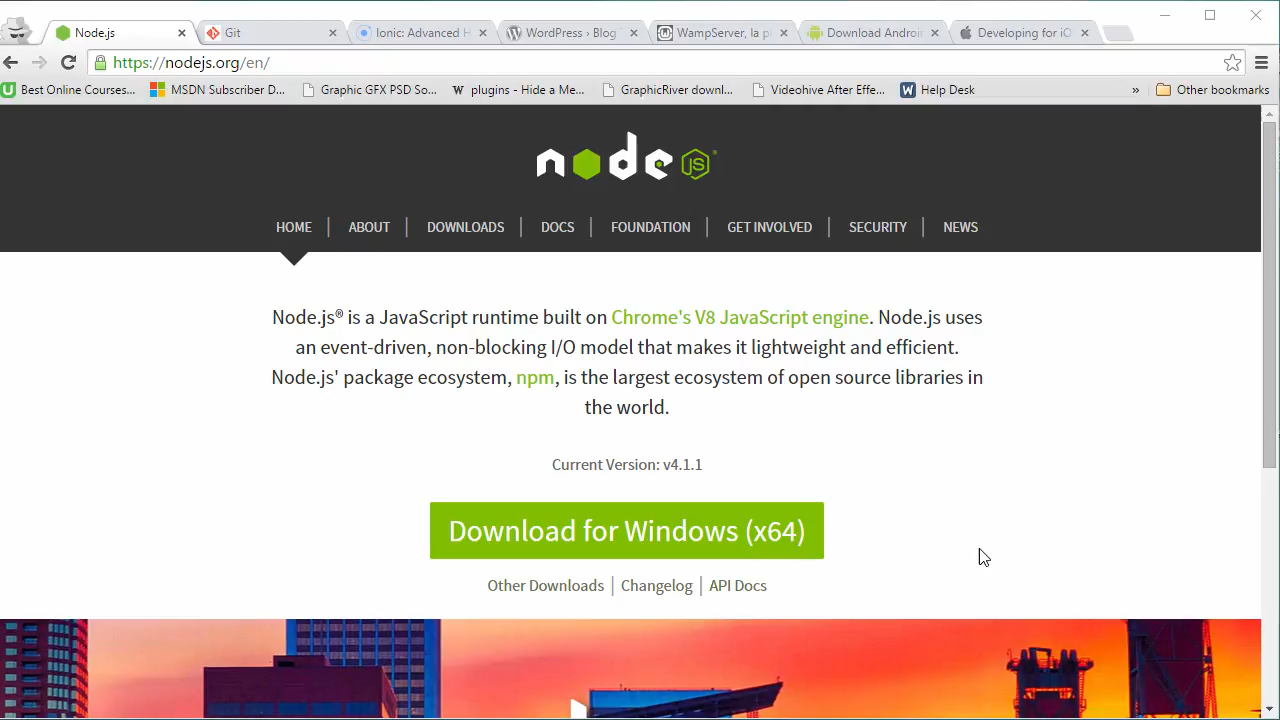 Node.js
Git
Ionic: Advanced H
WordPress › Blog
WampServer, la pl
Download Androi
Developing for iO
https://nodejs.org/en/
Best Online Courses...
MSDN Subscriber D...
Graphic GFX PSD So...
plugins - Hide a Me...
GraphicRiver downl...
Videohive After Effe...
Help Desk
»
Other bookmarks
node JS
HOME
ABOUT
DOWNLOADS
DOCS
FOUNDATION
GET INVOLVED
SECURITY
NEWS
Node.js® is a JavaScript runtime built on Chrome's V8 JavaScript engine. Node.js uses
an event-driven, non-blocking I/O model that makes it lightweight and efficient.
Node.js' package ecosystem, npm, is the largest ecosystem of open source libraries in
the world.
Current Version: v4.1.1
Download for Windows (x64)
Other Downloads | Changelog | API Docs